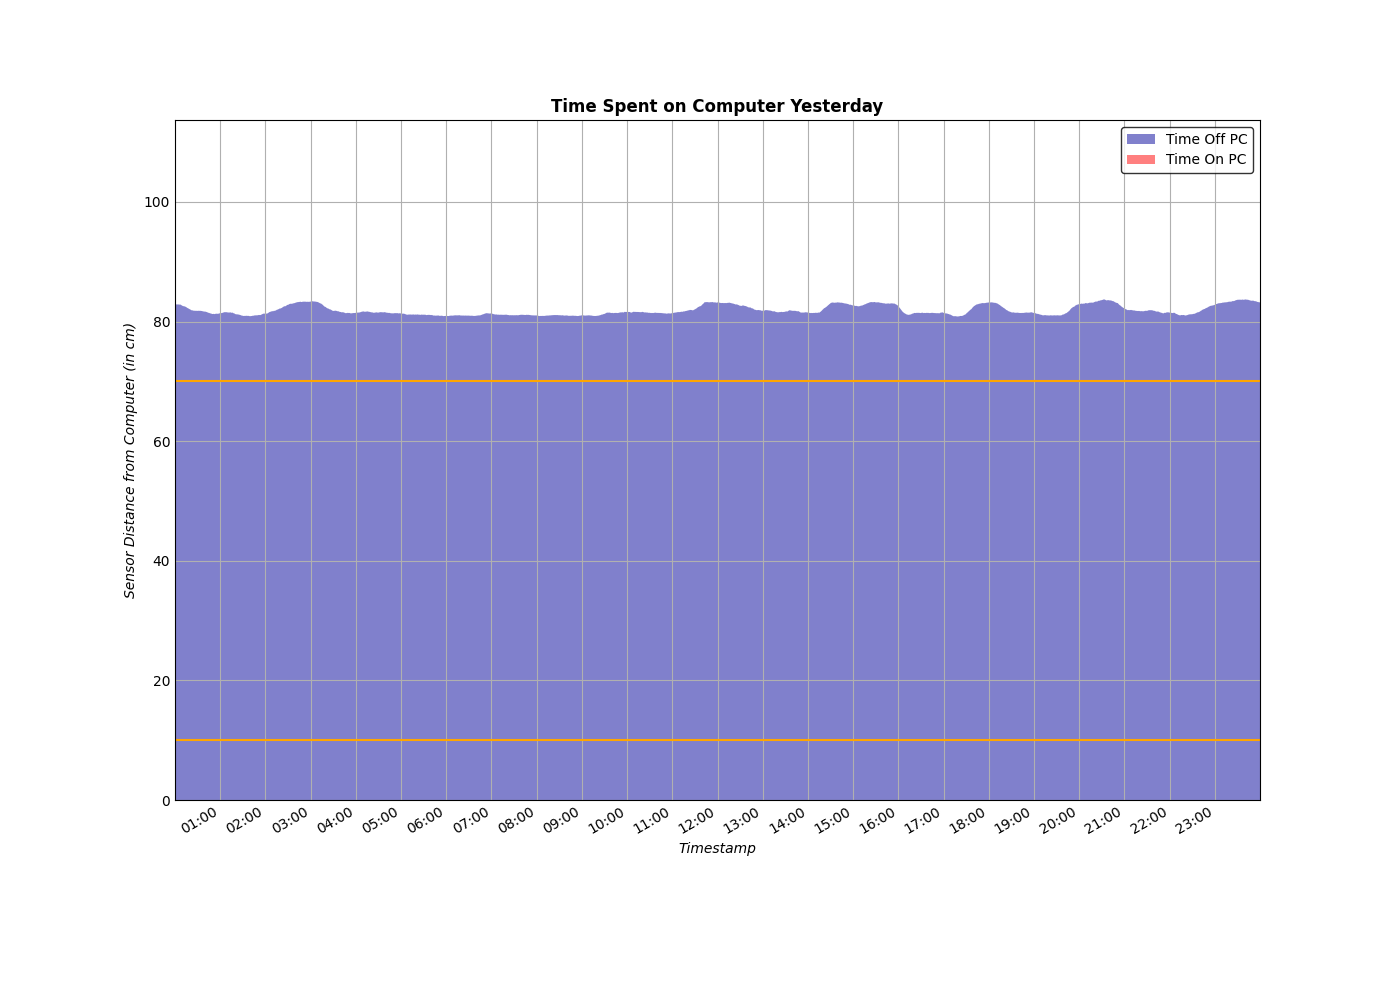 Time Spent on Computer Yesterday
Time Off PC
Time On PC
100
80
60
40
20
0
Sensor Distance from Computer (in cm)
01:00 02:00 03:00 04:00 05:00 06:00 07:00 08:00 09:00 10:00 11:00 12:00 13:00 14:00 15:00 16:00 17:00 18:00 19:00 20:00 21:00 22:00 23:00
Timestamp